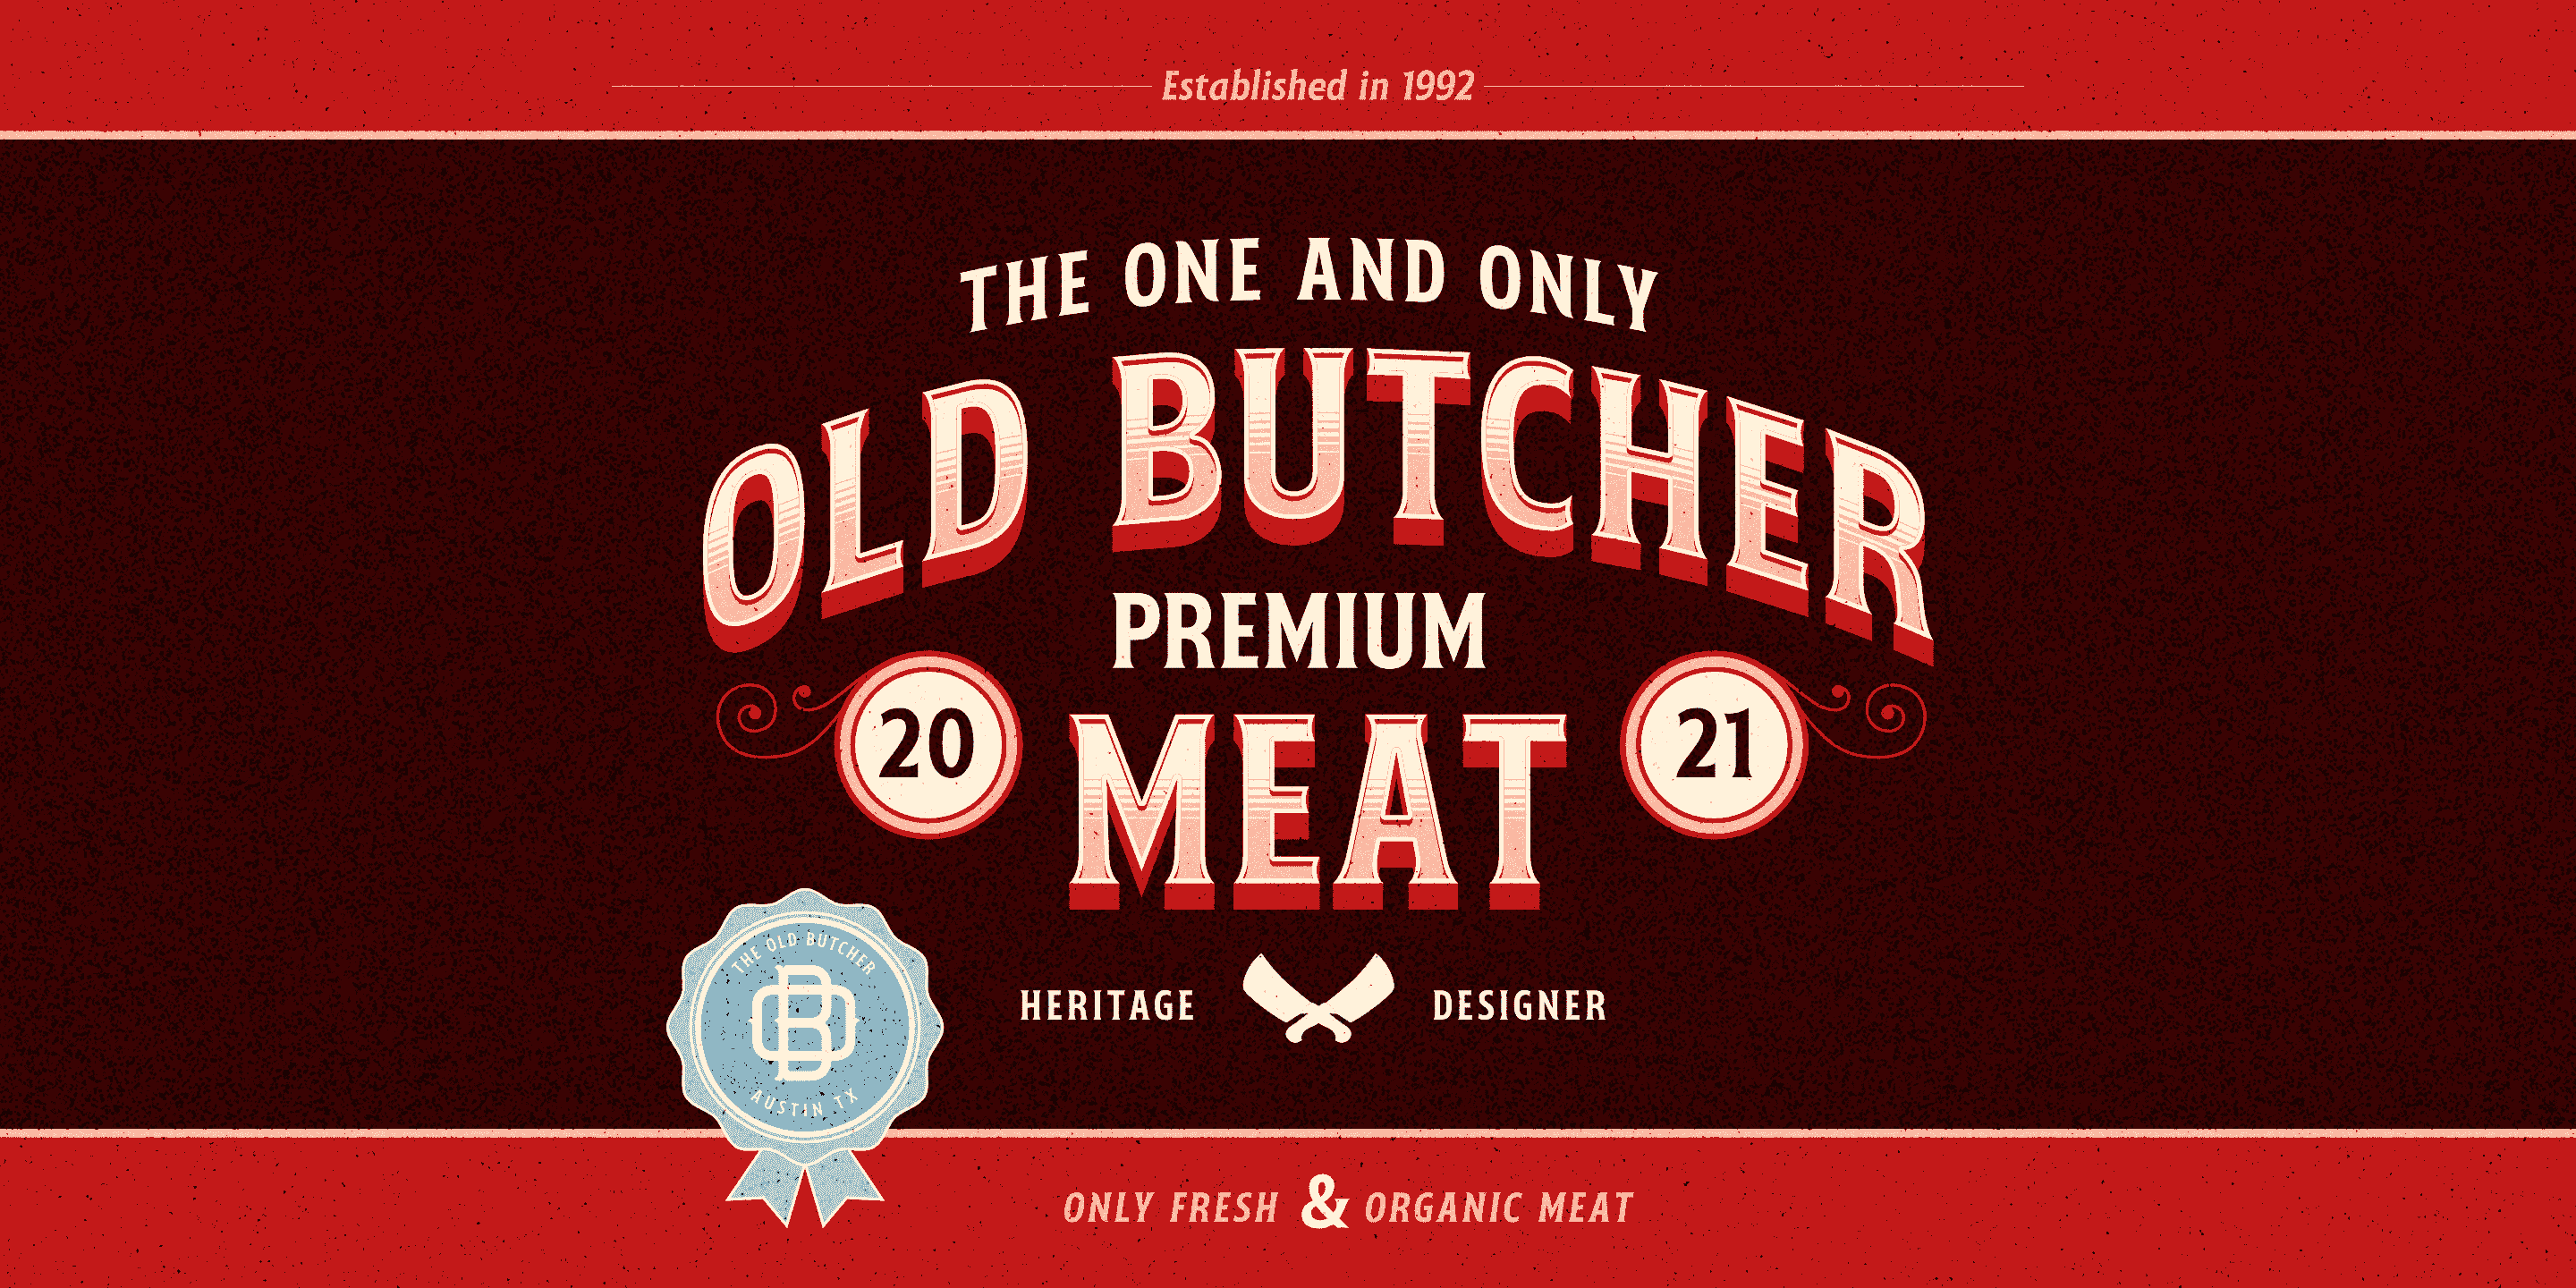 Established in 1992
THE ONE AND ONLY
OLD BUTCHER
PREMIUM
20 MEAT 21
HERITAGE DESIGNER
THE OLD BUTCHER
OB
AUSTIN TX
ONLY FRESH & ORGANIC MEAT